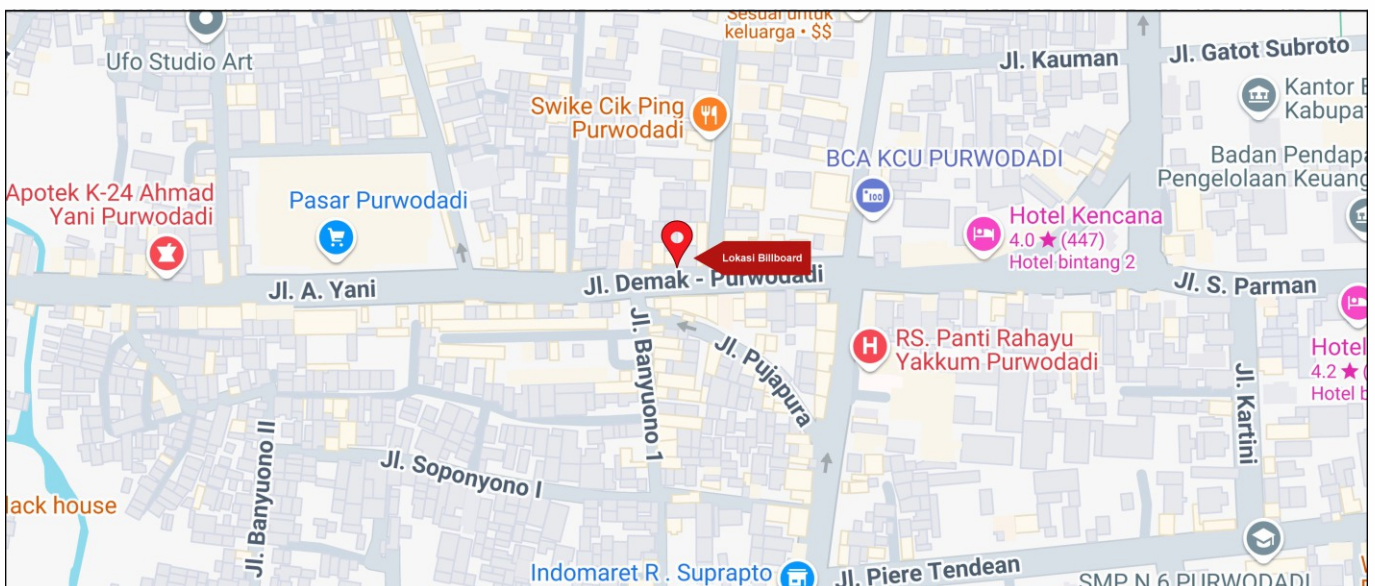 Sesuai untuk
keluarga • $$
Jl. Kauman
Jl. Gatot Subroto
Ufo Studio Art
Kantor
Kabupa
Swike Cik Ping
Purwodadi
BCA KCU PURWODADI
Badan Pendapa
Pengelolaan Keuang
Apotek K-24 Ahmad
Yani Purwodadi
Pasar Purwodadi
100
Hotel Kencana
4.0 ★ (447)
Hotel bintang 2
Lokasi Billboard
Jl. A. Yani
Jl. Demak - Purwodadi
Jl. S. Parman
H
RS. Panti Rahayu
Yakkum Purwodadi
Jl. Banyuono 1
Jl. Pujapura
Hotel
4.2 ★ (
Hotel b
Jl. Kartini
Jl. Banyuono II
Jl. Soponyono I
lack house
Indomaret R . Suprapto
Jl. Piere Tendean
SMP N 6 PURWODADI